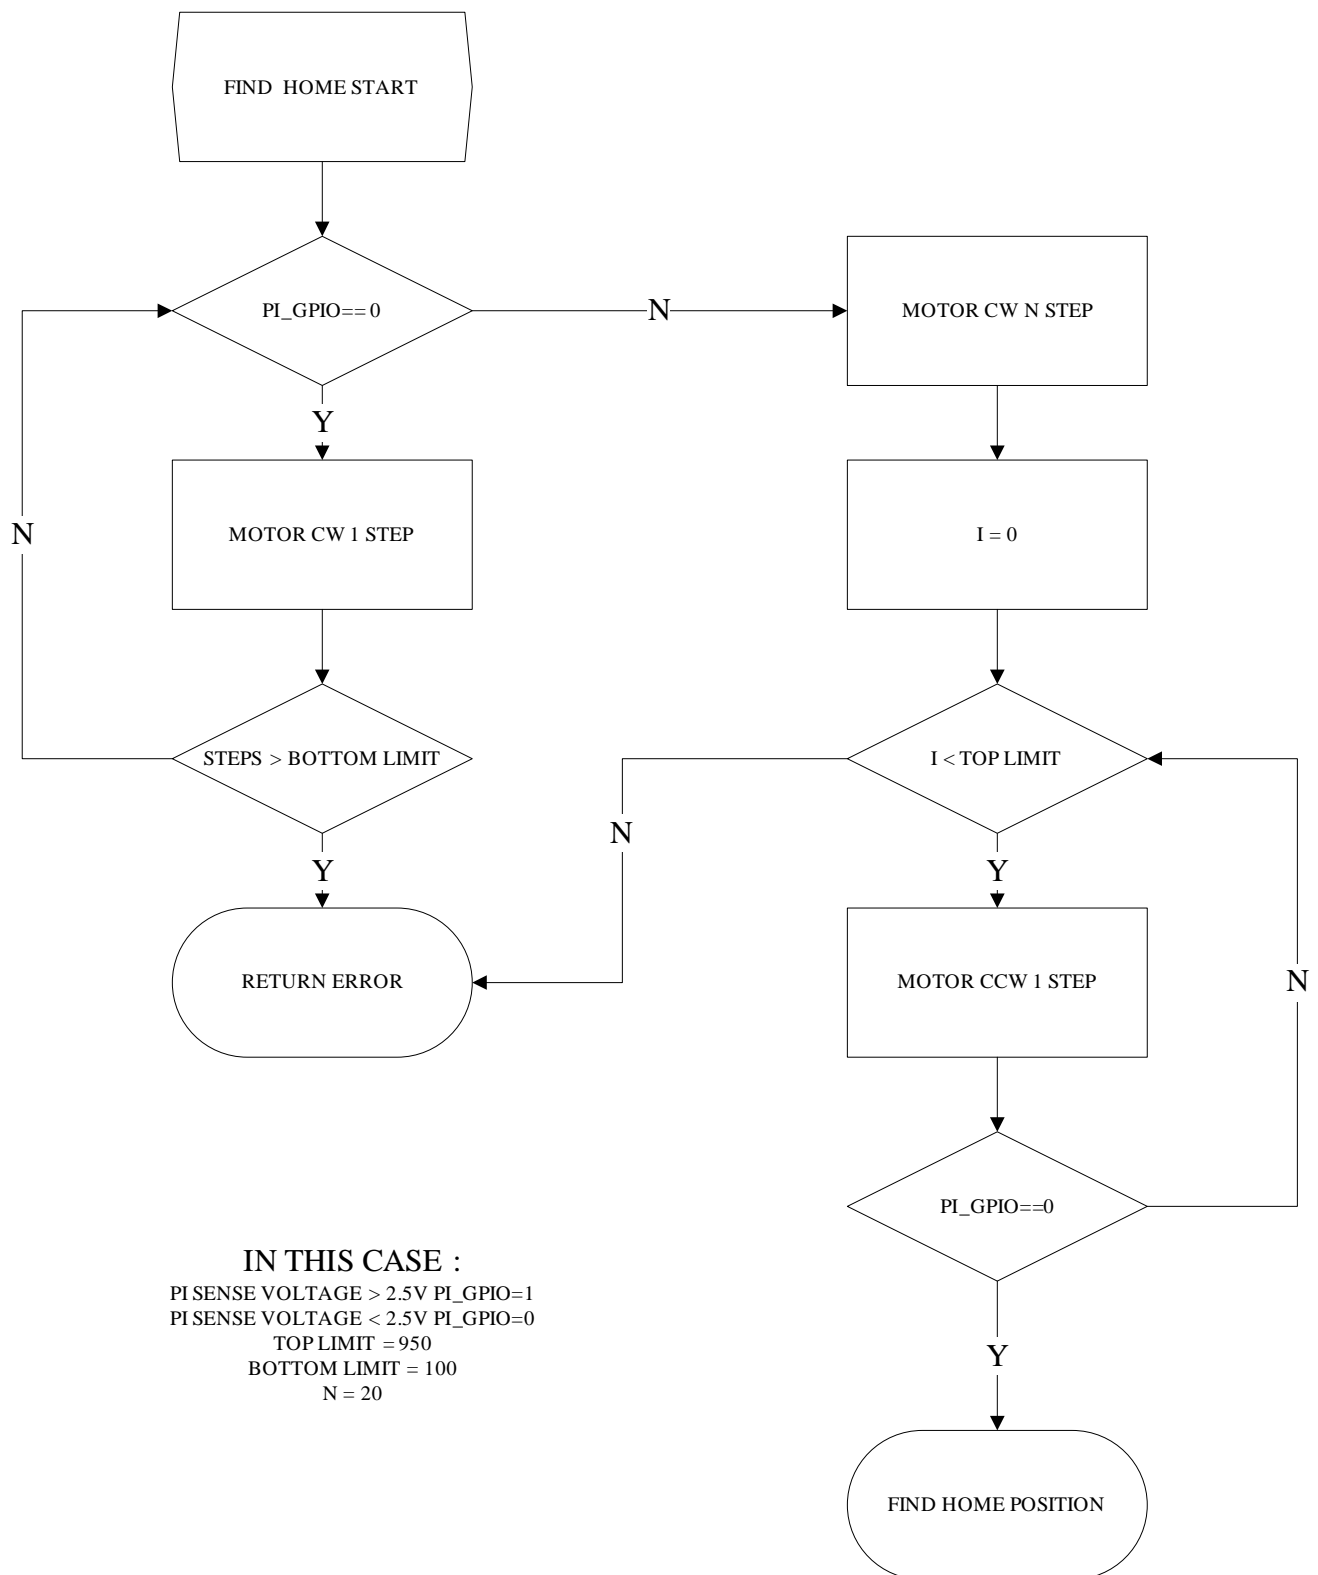 FIND HOME START
PI_GPIO== 0
N
MOTOR CW N STEP
Y
MOTOR CW 1 STEP
I = 0
N
STEPS > BOTTOM LIMIT
I < TOP LIMIT
N
Y
Y
RETURN ERROR
MOTOR CCW 1 STEP
N
PI_GPIO==0
IN THIS CASE :
PI SENSE VOLTAGE > 2.5V PI_GPIO=1
PI SENSE VOLTAGE < 2.5V PI_GPIO=0
TOP LIMIT = 950
BOTTOM LIMIT = 100
N = 20
Y
FIND HOME POSITION